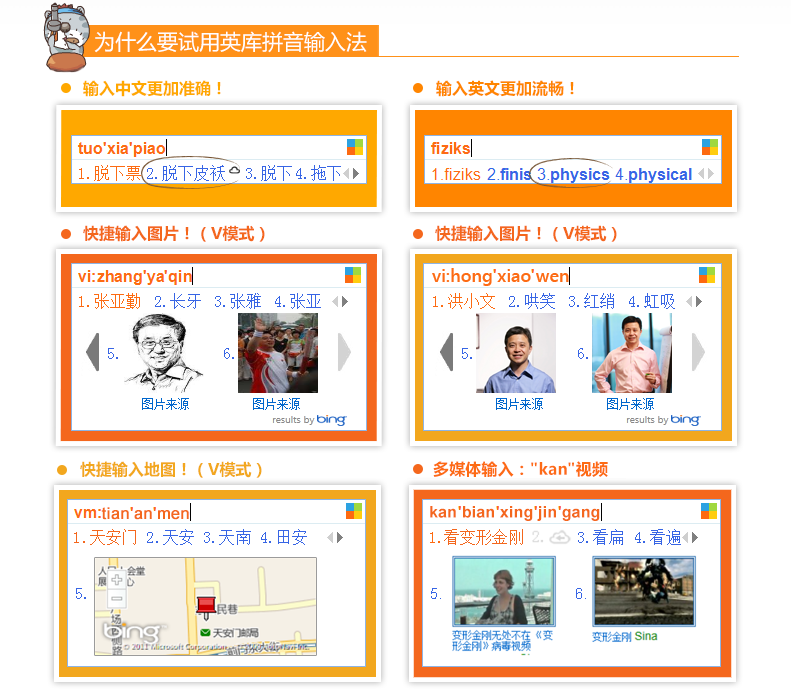 为什么要试用英库拼音输入法
输入中文更加准确！
tuo'xia'piao
1.脱下票 2.脱下皮袄 3.脱下 4.拖下
输入英文更加流畅！
fiziks
1.fiziks 2.finis 3.physics 4.physical
快捷输入图片！（V模式）
vi:zhang'ya'qin
1.张亚勤 2.长牙 3.张雅 4.张亚
5. 6.
图片来源 图片来源
results by bing
快捷输入图片！（V模式）
vi:hong'xiao'wen
1.洪小文 2.哄笑 3.红绡 4.虹吸
5. 6.
图片来源 图片来源
results by bing
快捷输入地图！（V模式）
vm:tian'an'men
1.天安门 2.天安 3.天南 4.田安
5.
会堂
民巷
天安门邮局
bing
© 2011 Microsoft Corporation
多媒体输入："kan"视频
kan'bian'xing'jin'gang
1.看变形金刚 2. 3.看扁 4.看遍
5. 6.
变形金刚无处不在《变
形金刚》病毒视频
变形金刚 Sina